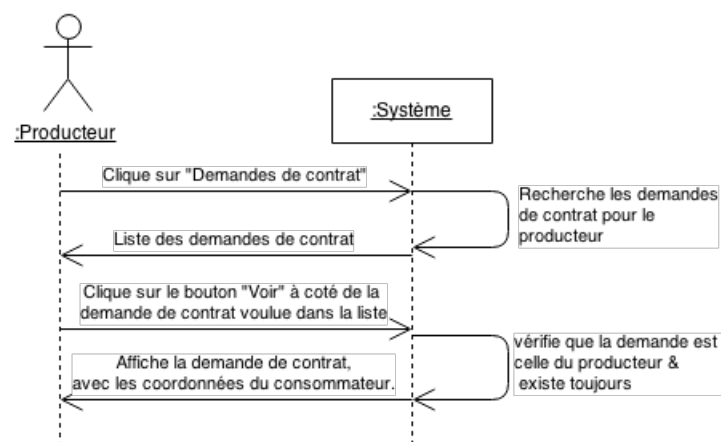 :Producteur
:Système
Clique sur "Demandes de contrat"
Recherche les demandes
de contrat pour le
producteur
Liste des demandes de contrat
Clique sur le bouton "Voir" à coté de la
demande de contrat voulue dans la liste
vérifie que la demande est
celle du producteur &
existe toujours
Affiche la demande de contrat,
avec les coordonnées du consommateur.